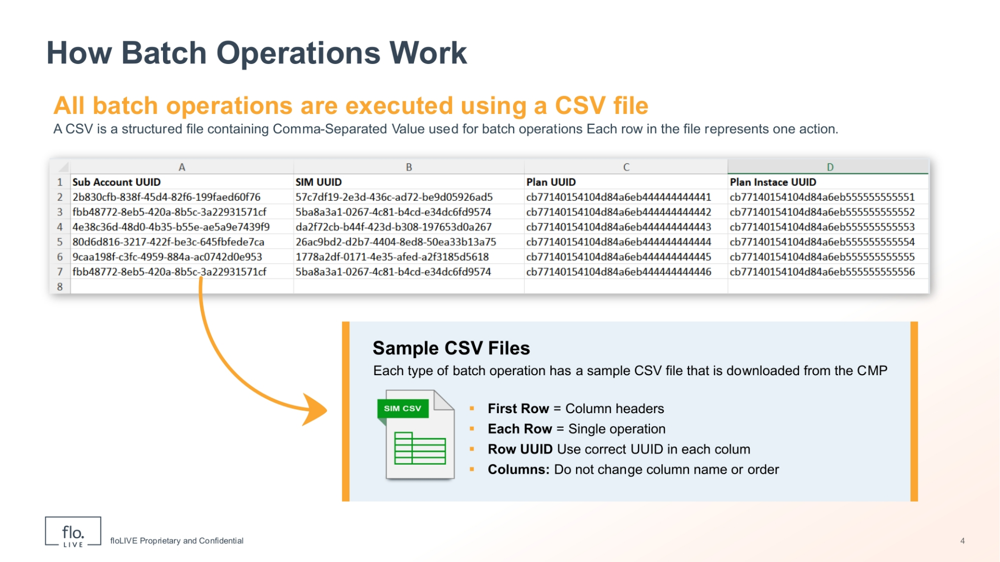 How Batch Operations Work
All batch operations are executed using a CSV file
A CSV is a structured file containing Comma-Separated Value used for batch operations Each row in the file represents one action.
A B C D
1 Sub Account UUID SIM UUID Plan UUID Plan Instace UUID
2 2b830cfb-838f-45d4-82f6-199faed60f76 57c7df19-2e3d-436c-ad72-be9d05926ad5 cb77140154104d84a6eb444444444441 cb77140154104d84a6eb555555555551
3 fbb48772-8eb5-420a-8b5c-3a22931571cf 5ba8a3a1-0267-4c81-b4cd-e34dc6fd9574 cb77140154104d84a6eb444444444442 cb77140154104d84a6eb555555555552
4 4e38c36d-48d0-4b35-b55e-ae5a9e7439f9 da2f72cb-b44f-423d-b308-197653d0a267 cb77140154104d84a6eb444444444443 cb77140154104d84a6eb555555555553
5 80d6d816-3217-422f-be3c-645fbfede7ca 26ac9bd2-d2b7-4404-8ed8-50ea33b13a75 cb77140154104d84a6eb444444444444 cb77140154104d84a6eb555555555554
6 9caa198f-c3fc-4959-884a-ac0742d0e953 1778a2df-0171-4e35-afed-a2f3185d5618 cb77140154104d84a6eb444444444445 cb77140154104d84a6eb555555555555
7 fbb48772-8eb5-420a-8b5c-3a22931571cf 5ba8a3a1-0267-4c81-b4cd-e34dc6fd9574 cb77140154104d84a6eb444444444446 cb77140154104d84a6eb555555555556
8
Sample CSV Files
Each type of batch operation has a sample CSV file that is downloaded from the CMP
SIM CSV
▪ First Row = Column headers
▪ Each Row = Single operation
▪ Row UUID Use correct UUID in each colum
▪ Columns: Do not change column name or order
flo.
LIVE
floLIVE Proprietary and Confidential
4